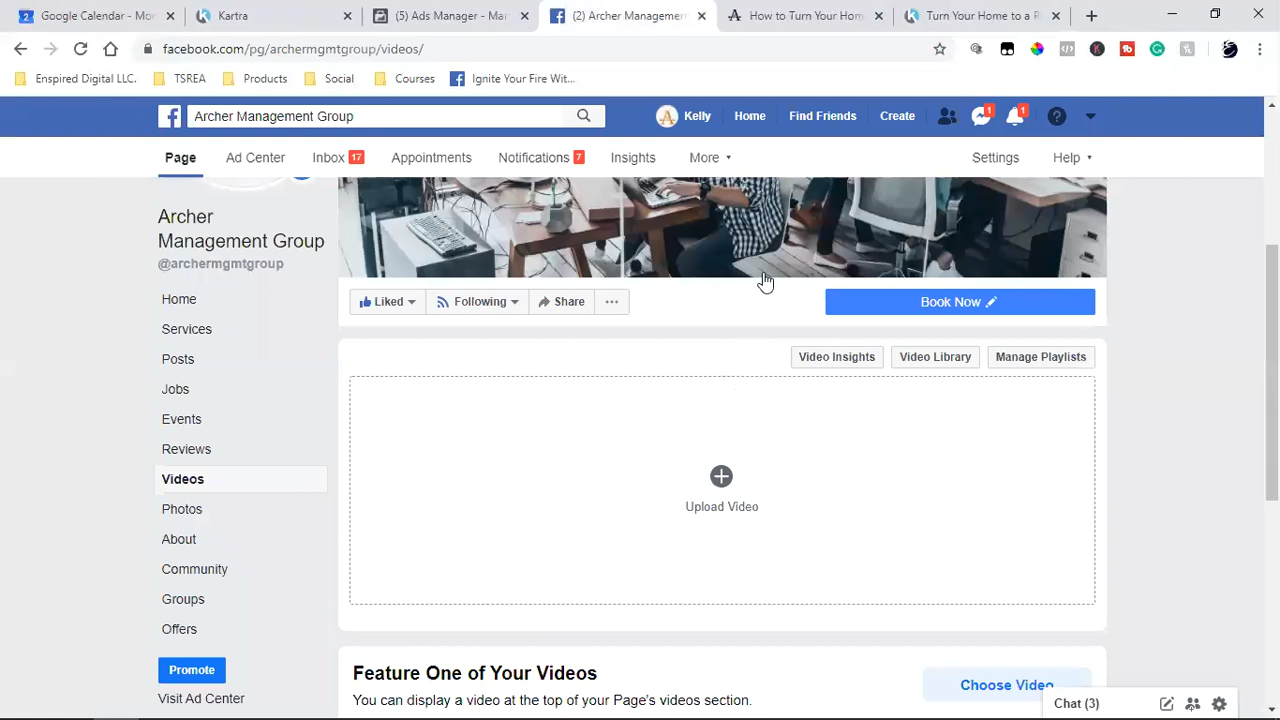 Google Calendar - Mon
Kartra
(5) Ads Manager - Man
(2) Archer Managemen
How to Turn Your Hom
Turn Your Home to a R
facebook.com/pg/archermgmtgroup/videos/
Enspired Digital LLC.
TSREA
Products
Social
Courses
Ignite Your Fire Wit...
Archer Management Group
Kelly
Home
Find Friends
Create
1
1
Page
Ad Center
Inbox 17
Appointments
Notifications 7
Insights
More
Settings
Help
Archer
Management Group
@archermgmtgroup
Home
Services
Posts
Jobs
Events
Reviews
Videos
Photos
About
Community
Groups
Offers
Promote
Visit Ad Center
Liked
Following
Share
Book Now
Video Insights
Video Library
Manage Playlists
Upload Video
Feature One of Your Videos
You can display a video at the top of your Page's videos section.
Choose Video
Chat (3)